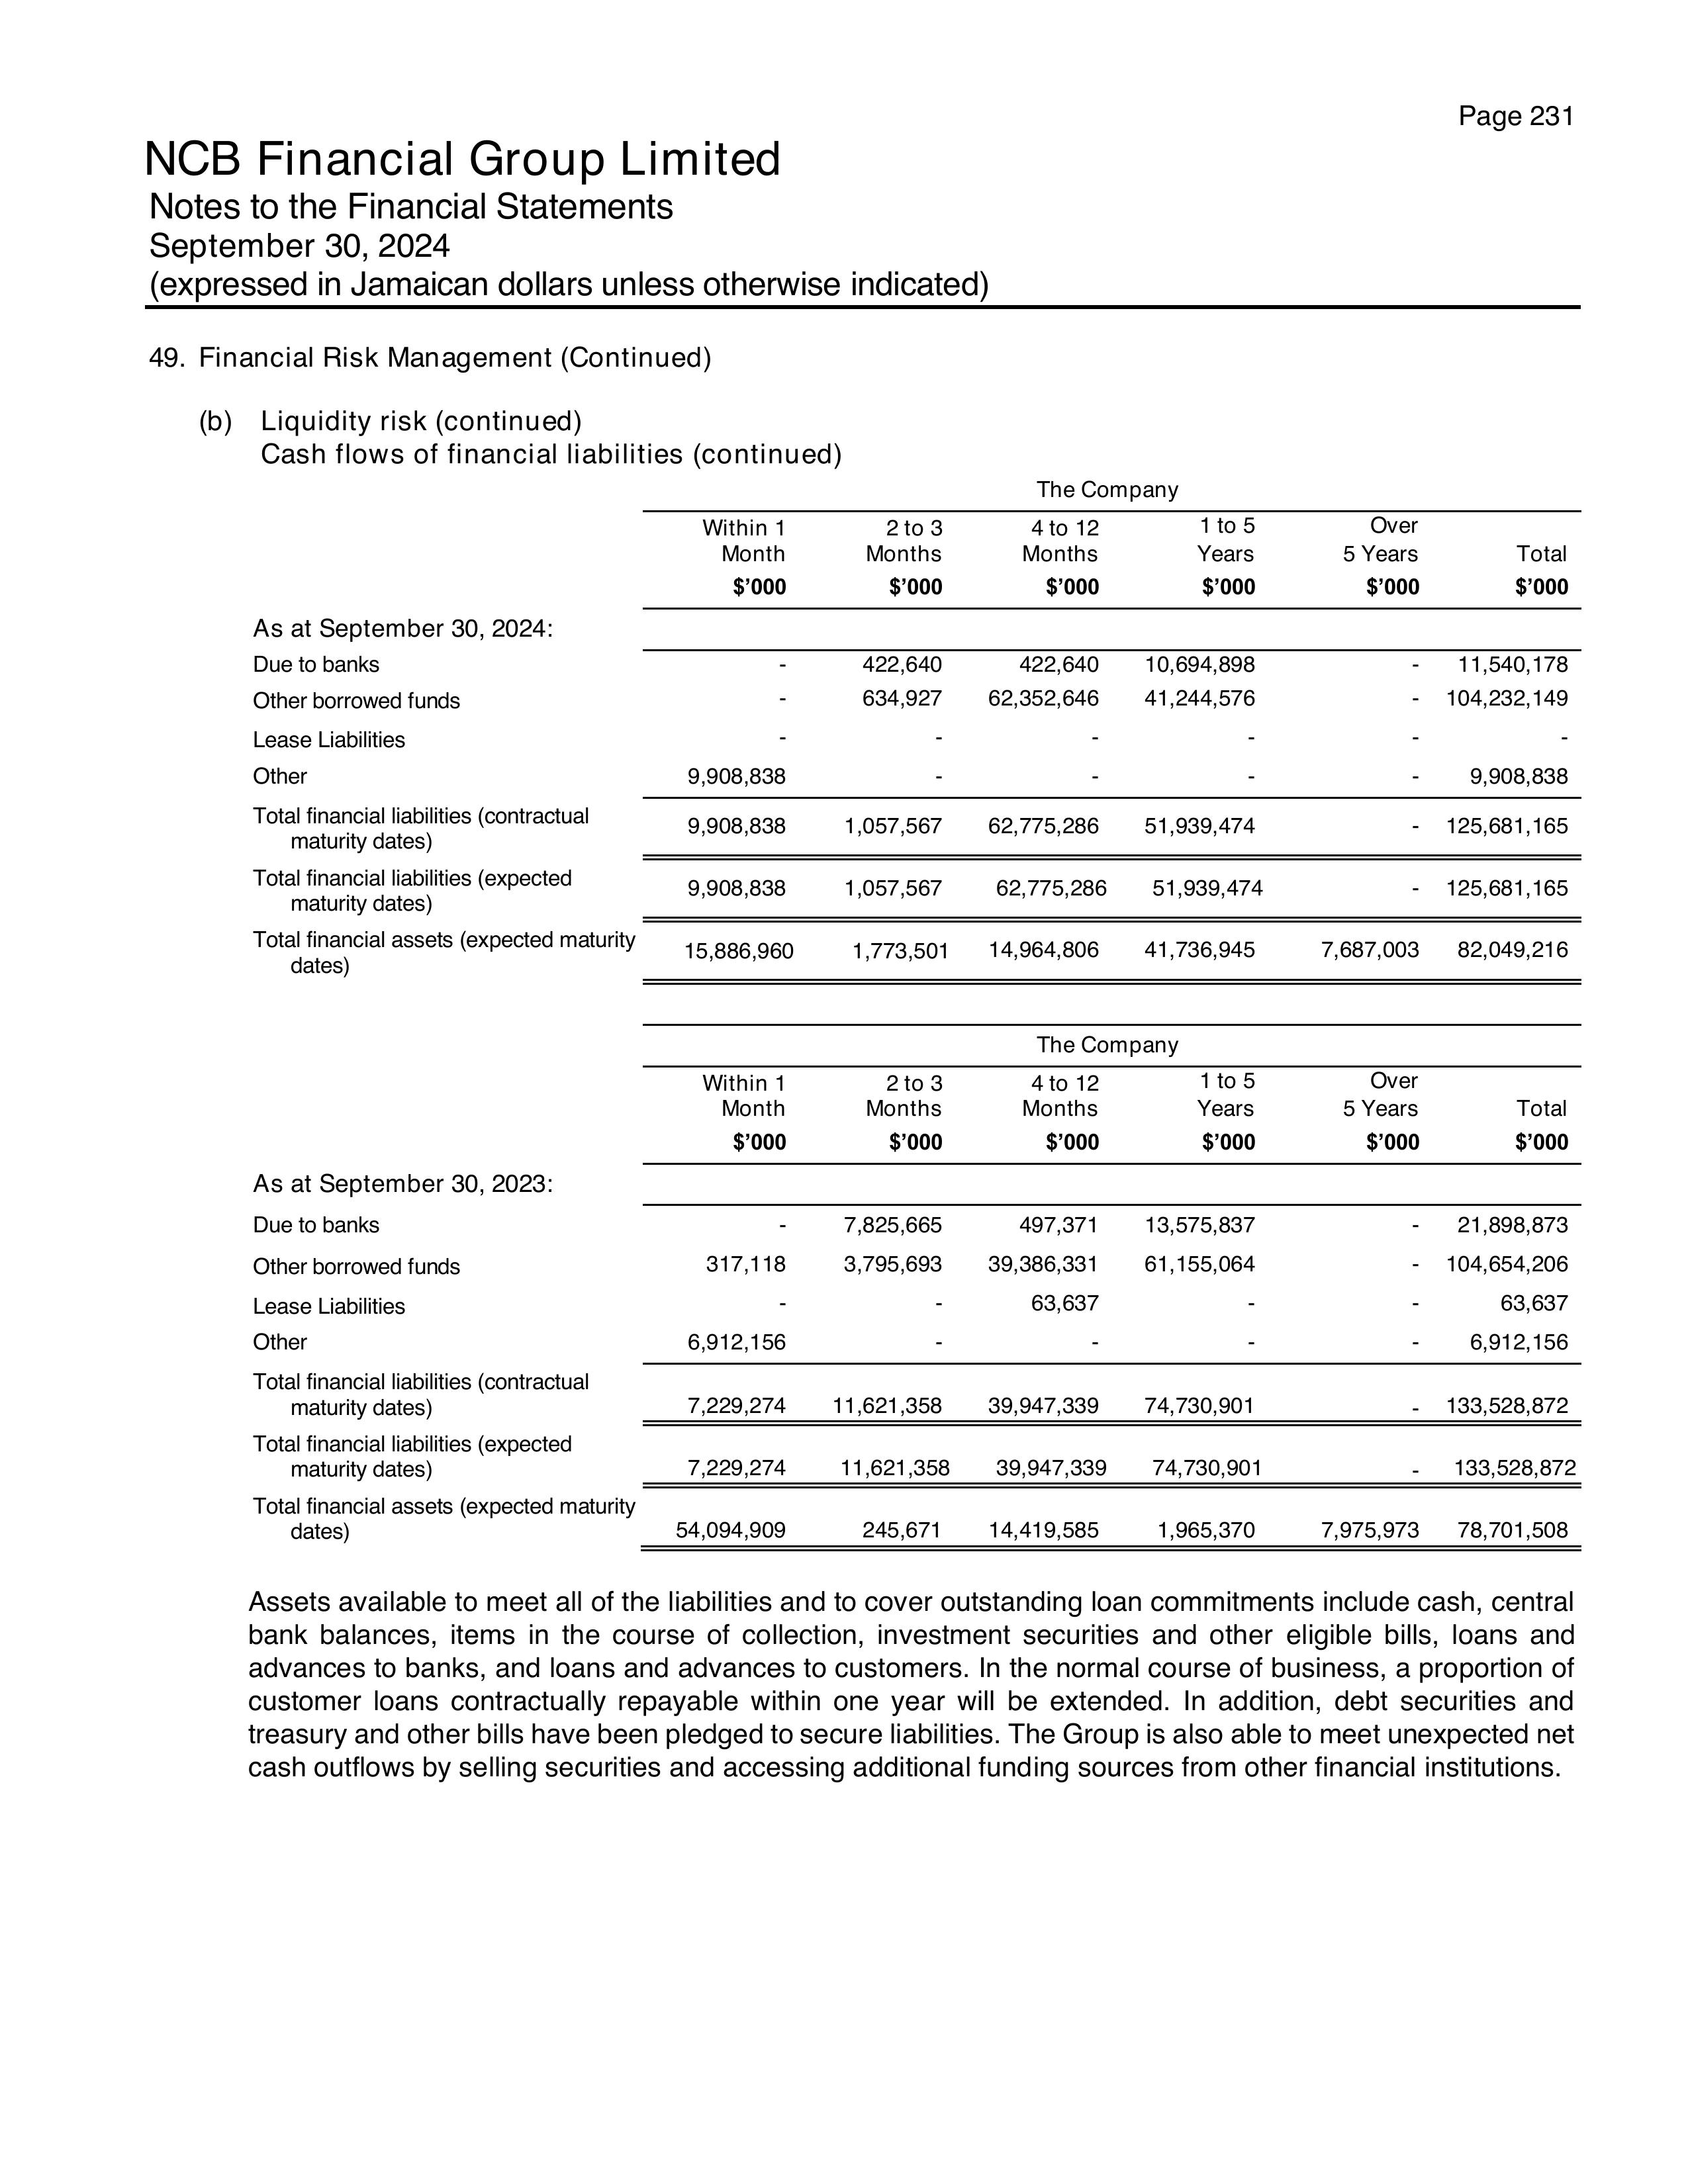 Page 231
NCB Financial Group Limited
Notes to the Financial Statements
September 30, 2024
(expressed in Jamaican dollars unless otherwise indicated)
49. Financial Risk Management (Continued)
(b) Liquidity risk (continued)
Cash flows of financial liabilities (continued)
The Company
Within 1 2 to 3 4 to 12 1 to 5 Over
Month Months Months Years 5 Years Total
$’000 $’000 $’000 $’000 $’000 $’000
As at September 30, 2024:
Due to banks - 422,640 422,640 10,694,898 - 11,540,178
Other borrowed funds - 634,927 62,352,646 41,244,576 - 104,232,149
Lease Liabilities - - - - - -
Other 9,908,838 - - - - 9,908,838
Total financial liabilities (contractual
maturity dates) 9,908,838 1,057,567 62,775,286 51,939,474 - 125,681,165
Total financial liabilities (expected
maturity dates) 9,908,838 1,057,567 62,775,286 51,939,474 - 125,681,165
Total financial assets (expected maturity
dates) 15,886,960 1,773,501 14,964,806 41,736,945 7,687,003 82,049,216
The Company
Within 1 2 to 3 4 to 12 1 to 5 Over
Month Months Months Years 5 Years Total
$’000 $’000 $’000 $’000 $’000 $’000
As at September 30, 2023:
Due to banks - 7,825,665 497,371 13,575,837 - 21,898,873
Other borrowed funds 317,118 3,795,693 39,386,331 61,155,064 - 104,654,206
Lease Liabilities - - 63,637 - - 63,637
Other 6,912,156 - - - - 6,912,156
Total financial liabilities (contractual
maturity dates) 7,229,274 11,621,358 39,947,339 74,730,901 - 133,528,872
Total financial liabilities (expected
maturity dates) 7,229,274 11,621,358 39,947,339 74,730,901 - 133,528,872
Total financial assets (expected maturity
dates) 54,094,909 245,671 14,419,585 1,965,370 7,975,973 78,701,508
Assets available to meet all of the liabilities and to cover outstanding loan commitments include cash, central
bank balances, items in the course of collection, investment securities and other eligible bills, loans and
advances to banks, and loans and advances to customers. In the normal course of business, a proportion of
customer loans contractually repayable within one year will be extended. In addition, debt securities and
treasury and other bills have been pledged to secure liabilities. The Group is also able to meet unexpected net
cash outflows by selling securities and accessing additional funding sources from other financial institutions.